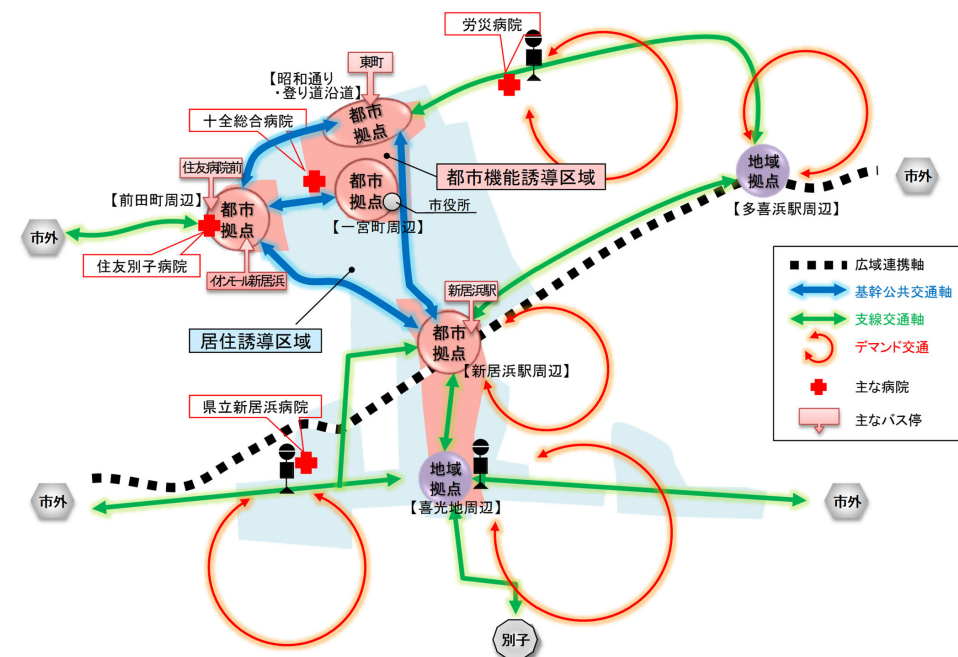 労災病院
東町
【昭和通り
・登り道沿道】
都市
拠点
十全総合病院
住友病院前
都市
拠点
都市機能誘導区域
地域
拠点
市外
【多喜浜駅周辺】
【前田町周辺】
都市
拠点
市役所
【一宮町周辺】
市外
住友別子病院
イオンモール新居浜
新居浜駅
居住誘導区域
都市
拠点
【新居浜駅周辺】
広域連携軸
基幹公共交通軸
支線交通軸
デマンド交通
主な病院
主なバス停
県立新居浜病院
地域
拠点
【喜光地周辺】
市外
市外
別子